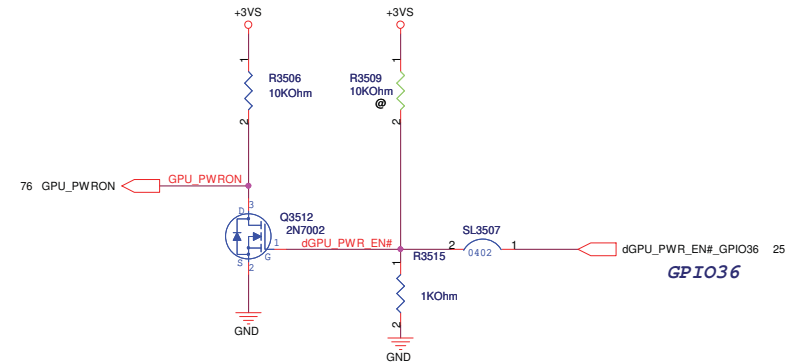 +3VS
+3VS
1
R3506
10KOhm
2
1
R3509
10KOhm
@
2
76 GPU_PWRON
GPU_PWRON
D 3
Q3512
2N7002
dGPU_PWR_EN#
1
G
S 2
GND
R3515
1
1KOhm
2
GND
SL3507
2
0402
1
dGPU_PWR_EN#_GPIO36 25
GPIO36